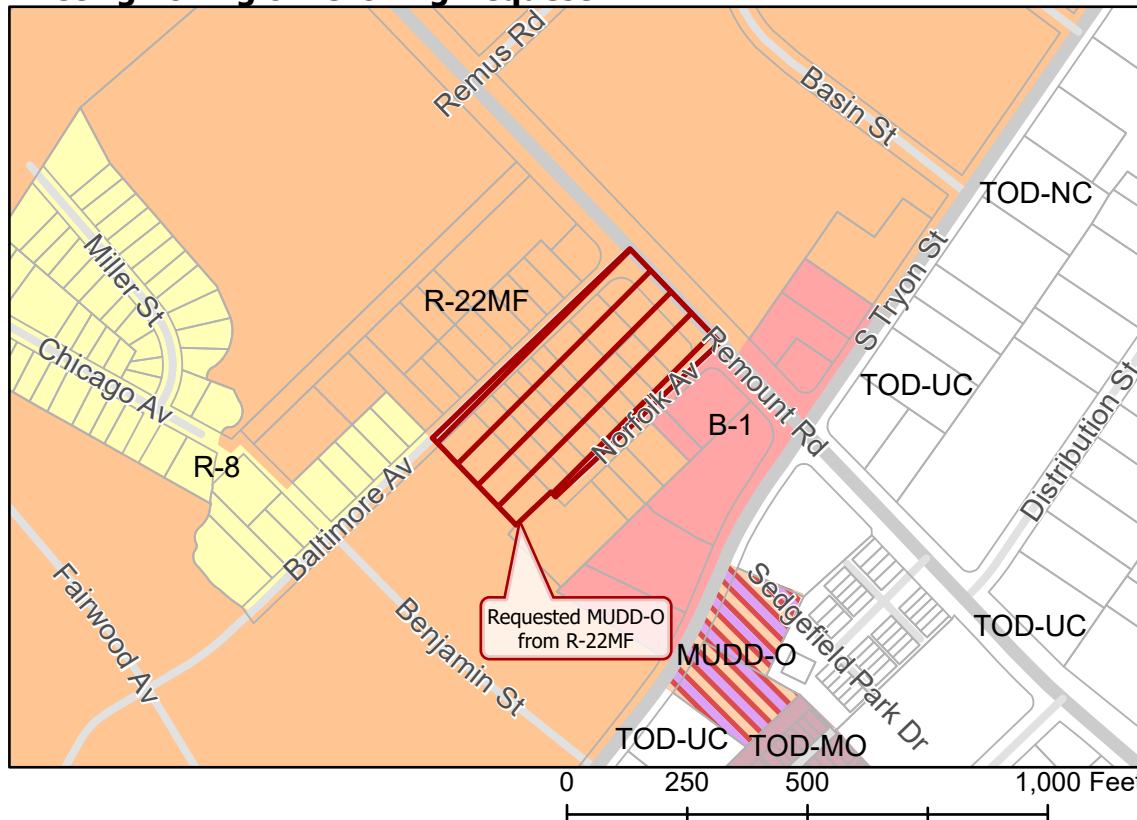 Remus Rd
Basin St
TOD-NC
Miller St
R-22MF
S Tryon St
Chicago Av
TOD-UC
Remount Rd
Norfolk Av
B-1
Distribution St
R-8
Baltimore Av
Fairwood Av
Benjamin St
Requested MUDD-O
from R-22MF
Sedgefield Park Dr
MUDD-O
TOD-UC
TOD-UC
TOD-MO
0 250 500 1,000 Feet